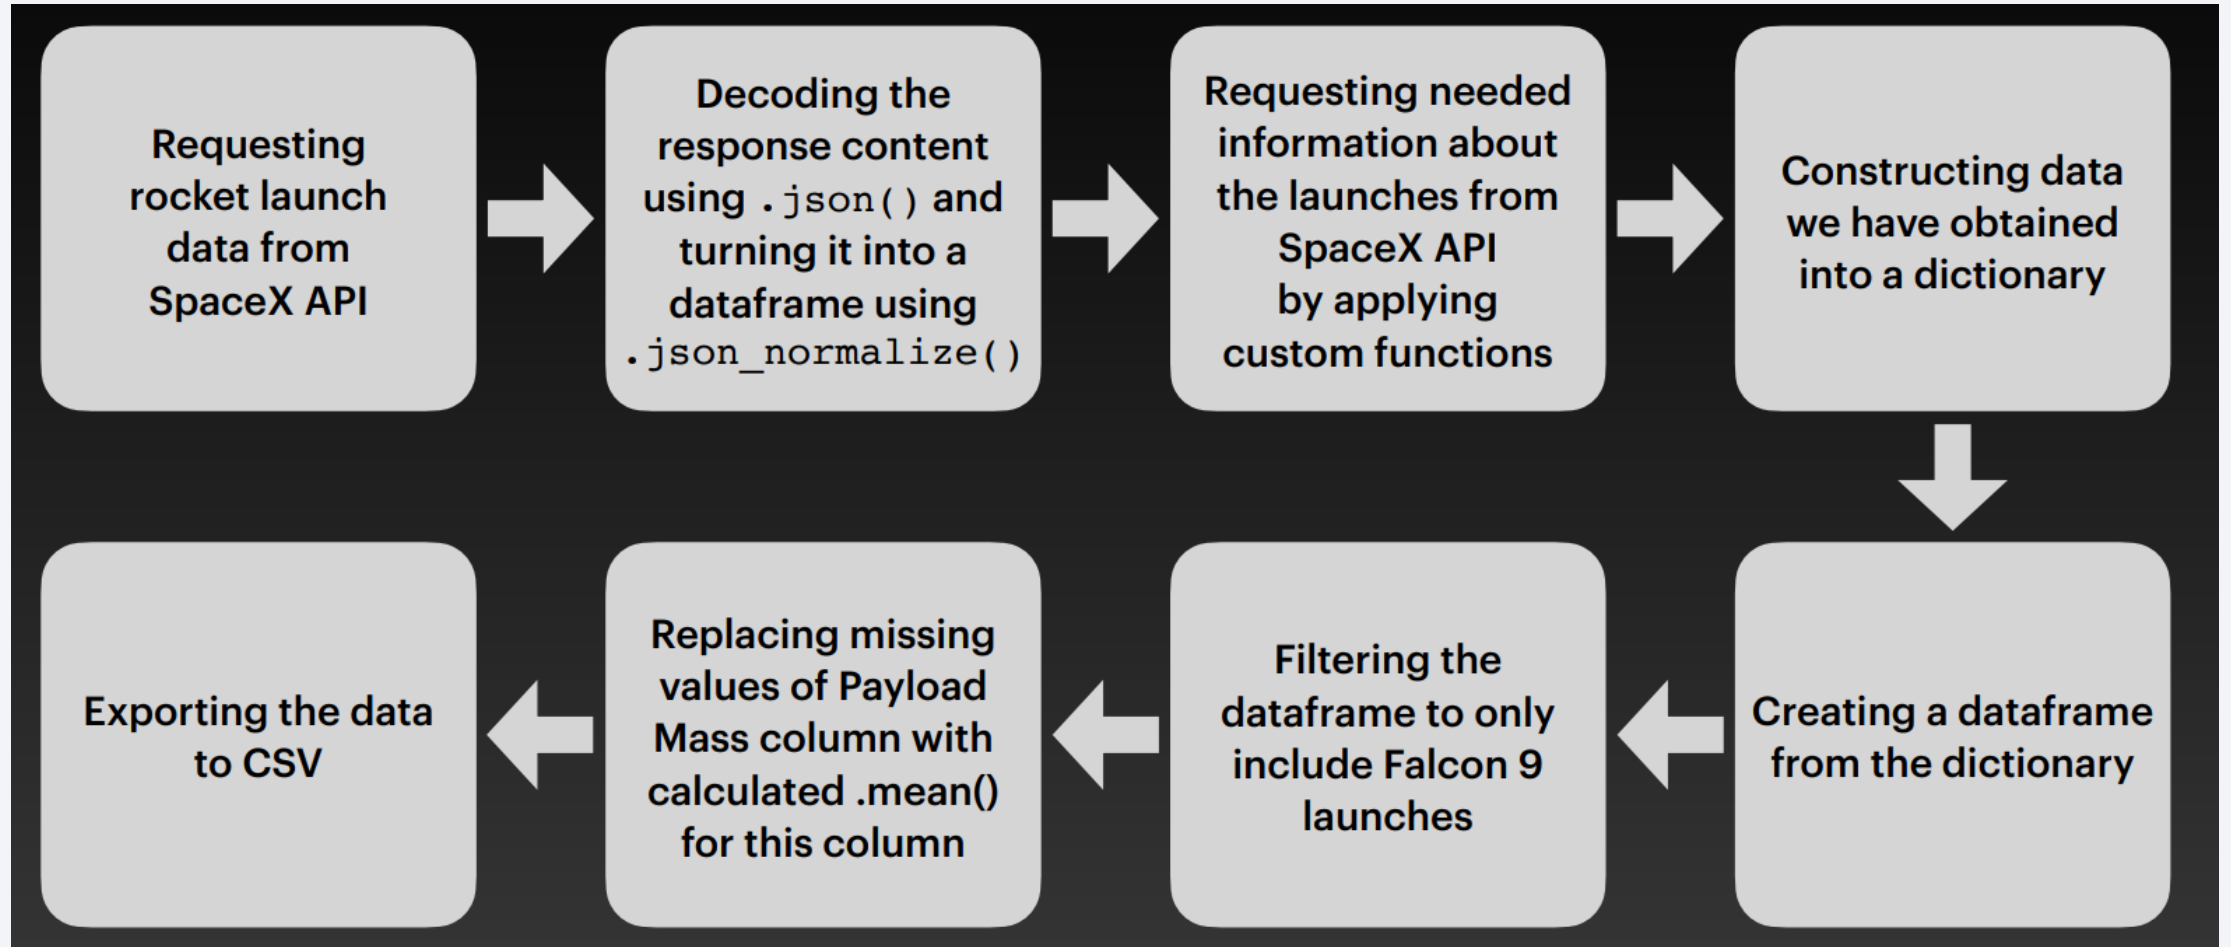 Requesting
rocket launch
data from
SpaceX API
Decoding the
response content
using .json() and
turning it into a
dataframe using
.json_normalize()
Requesting needed
information about
the launches from
SpaceX API
by applying
custom functions
Constructing data
we have obtained
into a dictionary
Creating a dataframe
from the dictionary
Filtering the
dataframe to only
include Falcon 9
launches
Replacing missing
values of Payload
Mass column with
calculated .mean()
for this column
Exporting the data
to CSV